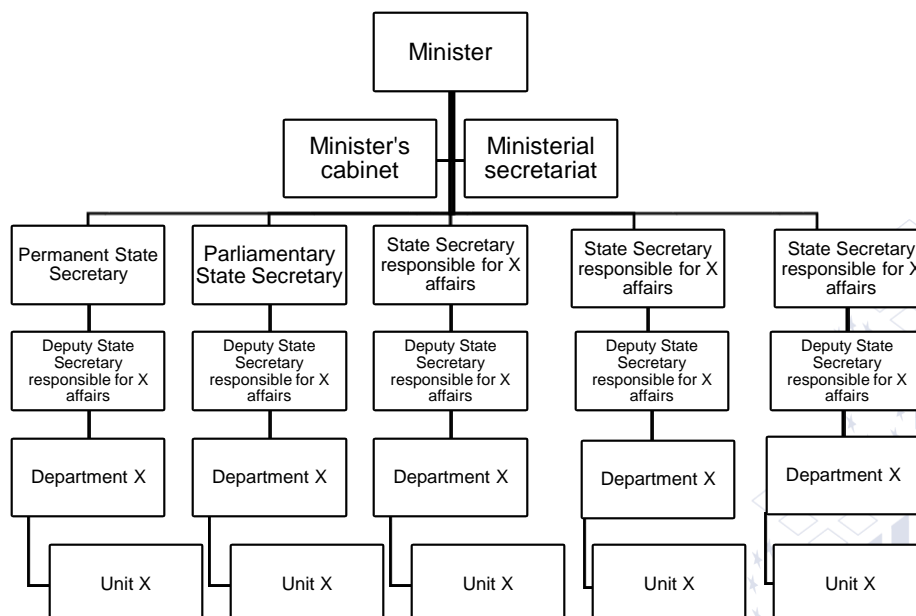 Minister
Minister's
cabinet
Ministerial
secretariat
Permanent State
Secretary
Parliamentary
State Secretary
State Secretary
responsible for X
affairs
State Secretary
responsible for X
affairs
State Secretary
responsible for X
affairs
Deputy State
Secretary
responsible for X
affairs
Deputy State
Secretary
responsible for X
affairs
Deputy State
Secretary
responsible for X
affairs
Deputy State
Secretary
responsible for X
affairs
Deputy State
Secretary
responsible for X
affairs
Department X
Department X
Department X
Department X
Department X
Unit X
Unit X
Unit X
Unit X
Unit X